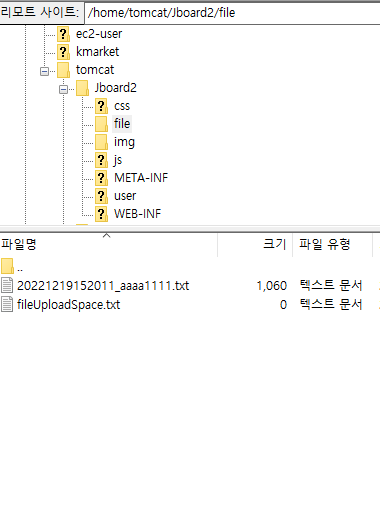 리모트 사이트: /home/tomcat/Jboard2/file
? ec2-user
? kmarket
tomcat
Jboard2
? css
file
img
? js
? META-INF
? user
? WEB-INF
파일명 크기 파일 유형
..
20221219152011_aaaa1111.txt 1,060 텍스트 문서
fileUploadSpace.txt 0 텍스트 문서